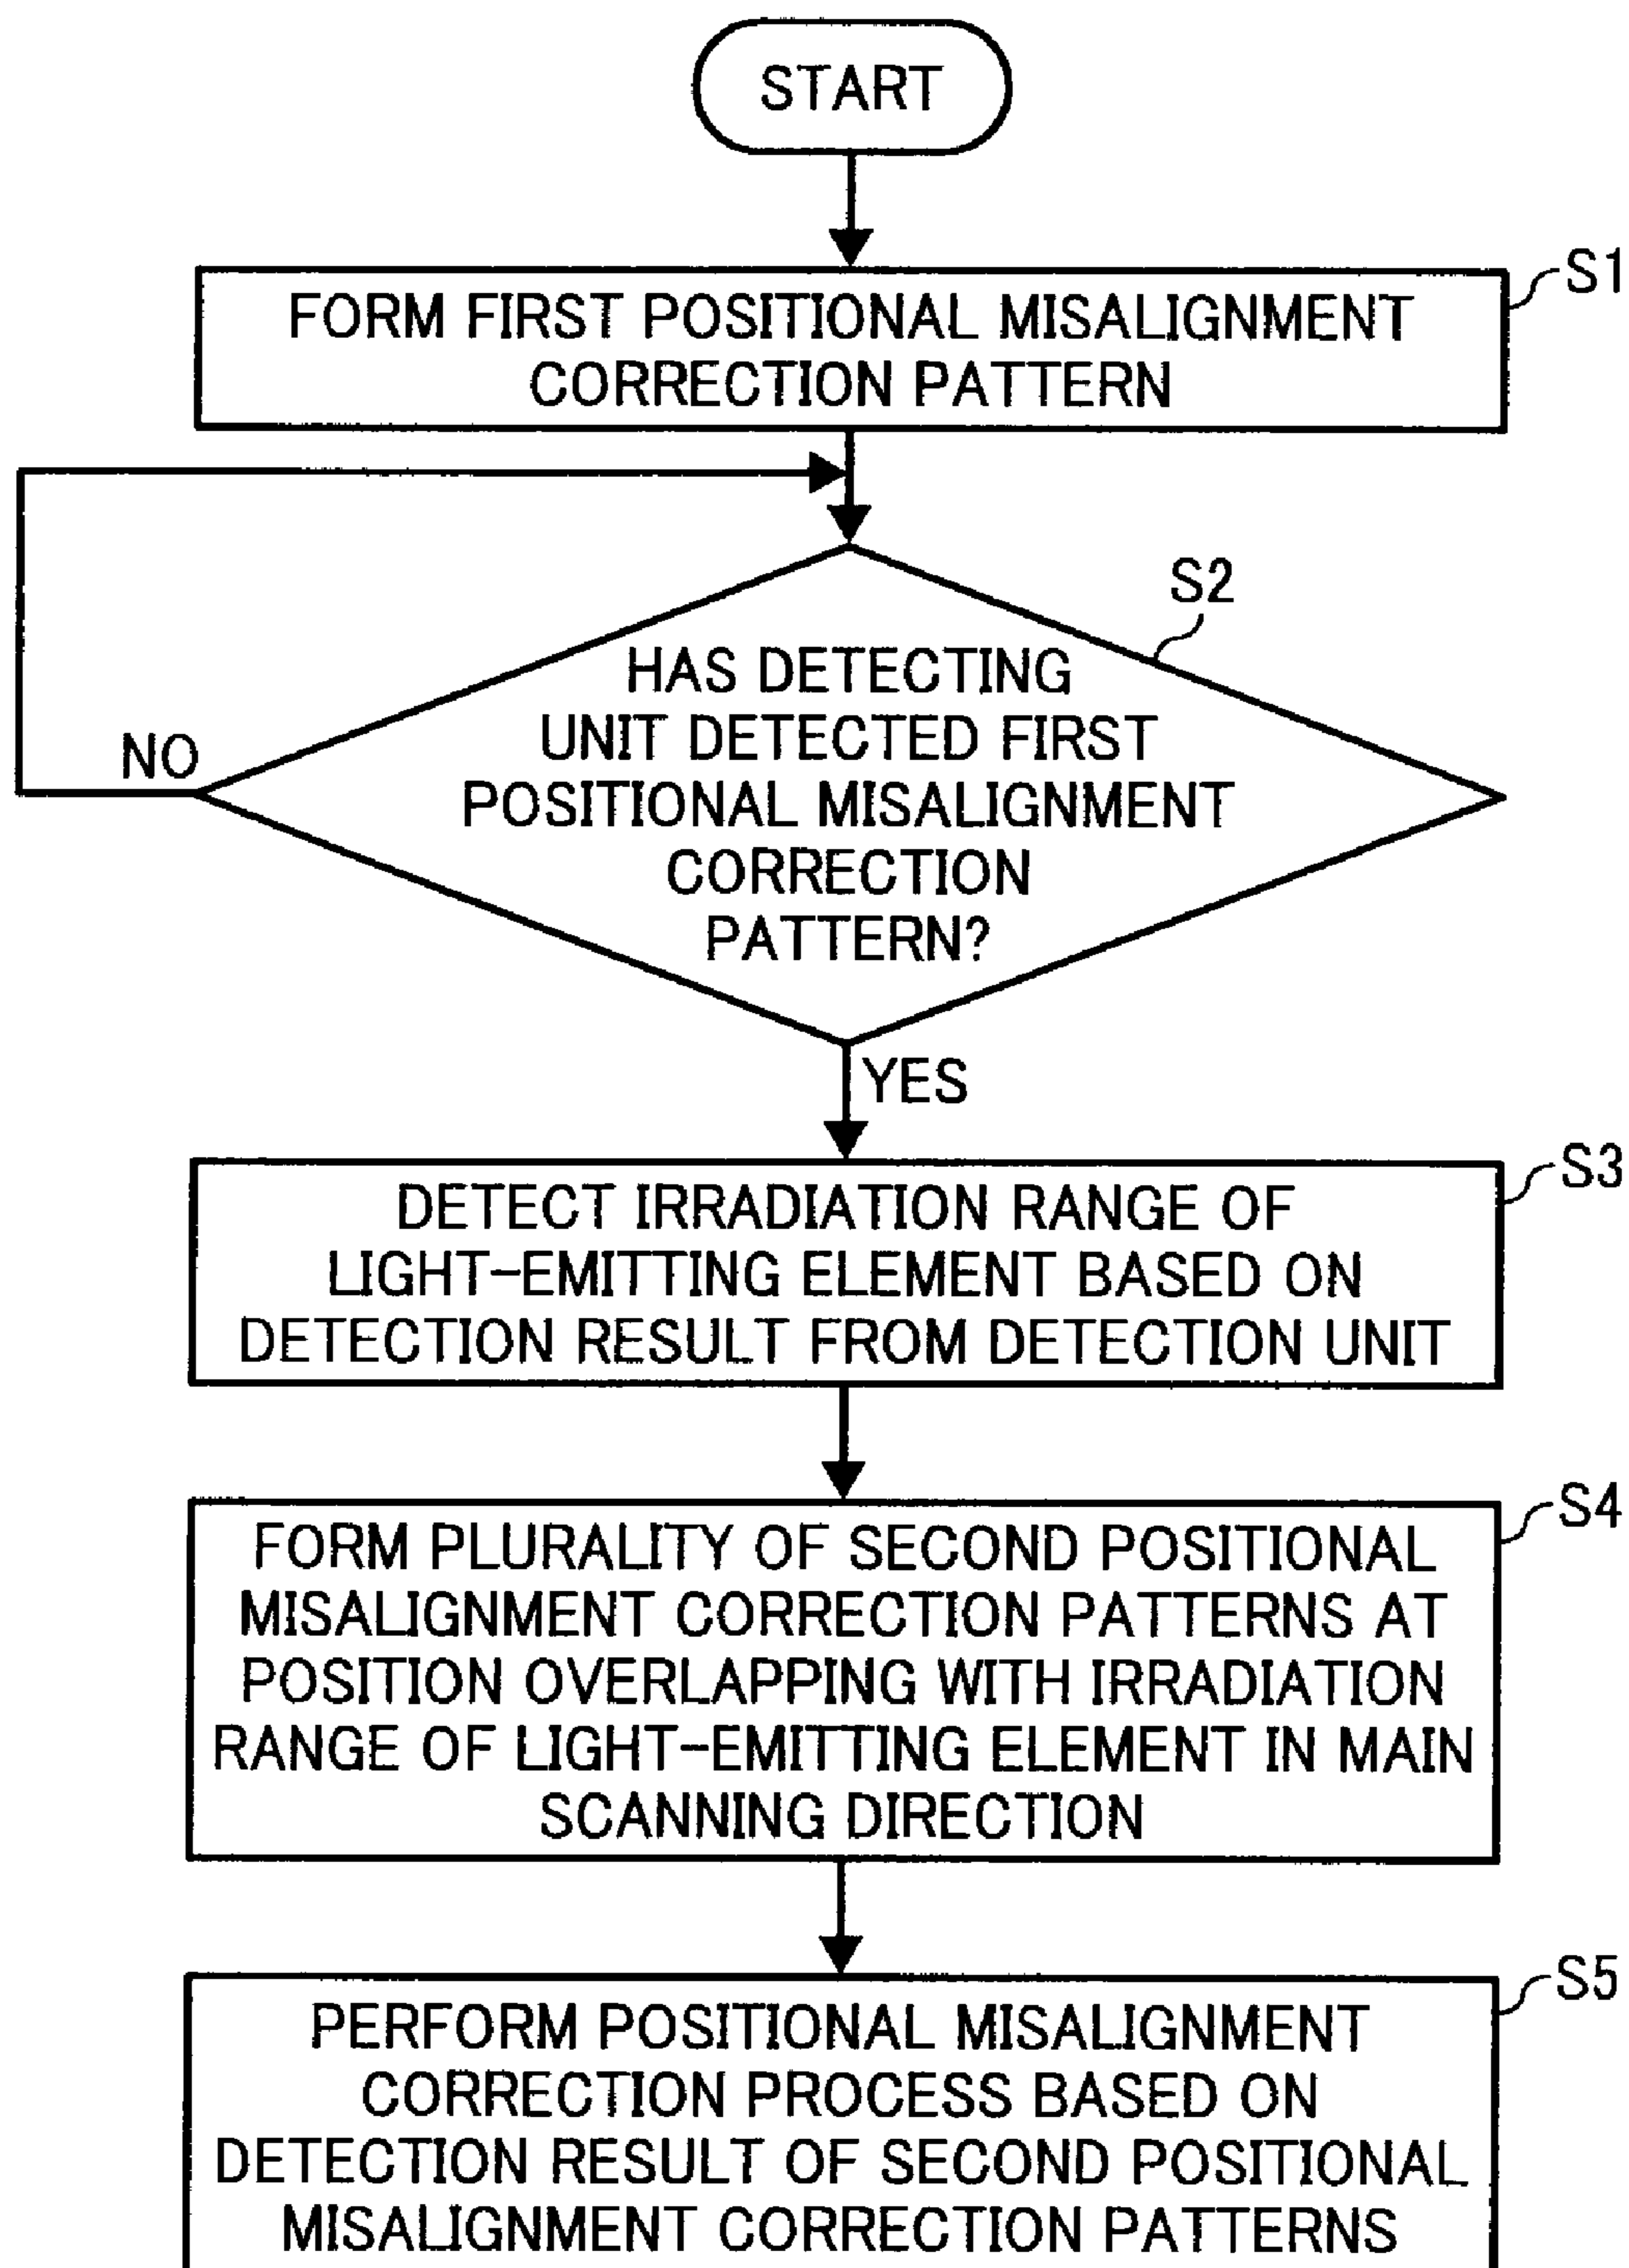 START
S1
FORM FIRST POSITIONAL MISALIGNMENT
CORRECTION PATTERN
S2
HAS DETECTING
UNIT DETECTED FIRST
POSITIONAL MISALIGNMENT
CORRECTION
PATTERN?
NO
YES
S3
DETECT IRRADIATION RANGE OF
LIGHT-EMITTING ELEMENT BASED ON
DETECTION RESULT FROM DETECTION UNIT
S4
FORM PLURALITY OF SECOND POSITIONAL
MISALIGNMENT CORRECTION PATTERNS AT
POSITION OVERLAPPING WITH IRRADIATION
RANGE OF LIGHT-EMITTING ELEMENT IN MAIN
SCANNING DIRECTION
S5
PERFORM POSITIONAL MISALIGNMENT
CORRECTION PROCESS BASED ON
DETECTION RESULT OF SECOND POSITIONAL
MISALIGNMENT CORRECTION PATTERNS